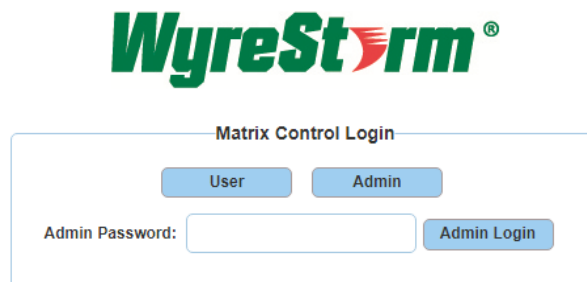 WyreStorm®
Matrix Control Login
User Admin
Admin Password: Admin Login